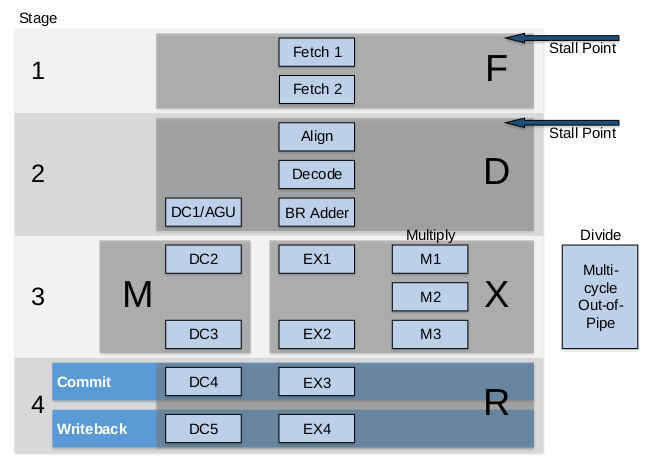 Stage
1
Fetch 1
Fetch 2
F
Stall Point
2
Align
Decode
DC1/AGU
BR Adder
D
Stall Point
Multiply
Divide
3
M
DC2
DC3
EX1
EX2
M1
M2
M3
X
Multi-
cycle
Out-of-
Pipe
4
Commit
DC4
EX3
R
Writeback
DC5
EX4